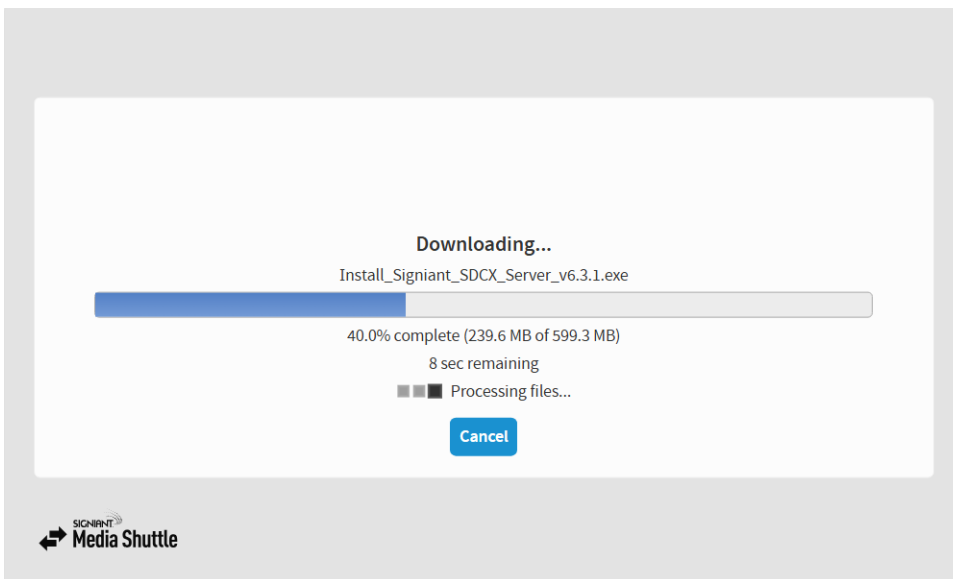 Downloading...
Install_Signiant_SDCX_Server_v6.3.1.exe
40.0% complete (239.6 MB of 599.3 MB)
8 sec remaining
Processing files...
Cancel
SIGNIANT
Media Shuttle